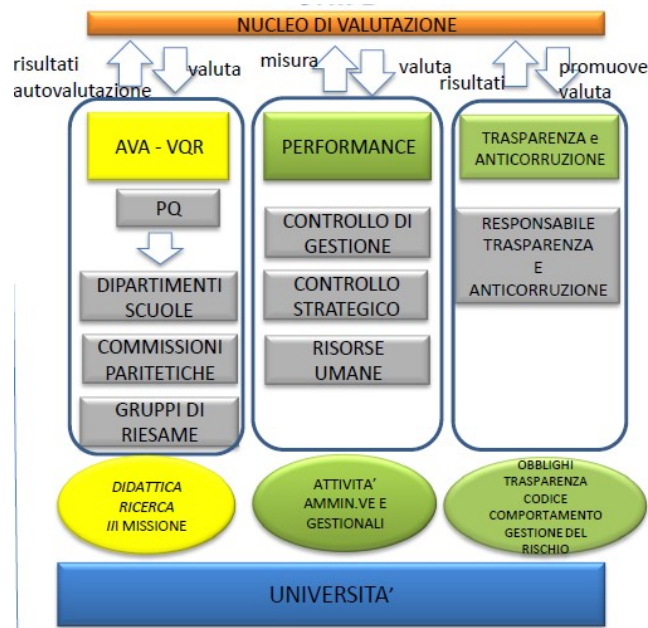 NUCLEO DI VALUTAZIONE
risultati
autovalutazione
valuta
misura
valuta
risultati
promuove
valuta
AVA - VQR
PQ
DIPARTIMENTI
SCUOLE
COMMISSIONI
PARITETICHE
GRUPPI DI
RIESAME
DIDATTICA
RICERCA
III MISSIONE
PERFORMANCE
CONTROLLO DI
GESTIONE
CONTROLLO
STRATEGICO
RISORSE
UMANE
ATTIVITA’
AMMIN.VE E
GESTIONALI
TRASPARENZA e
ANTICORRUZIONE
RESPONSABILE
TRASPARENZA
E
ANTICORRUZIONE
OBBLIGHI
TRASPARENZA
CODICE
COMPORTAMENTO
GESTIONE DEL
RISCHIO
UNIVERSITA’